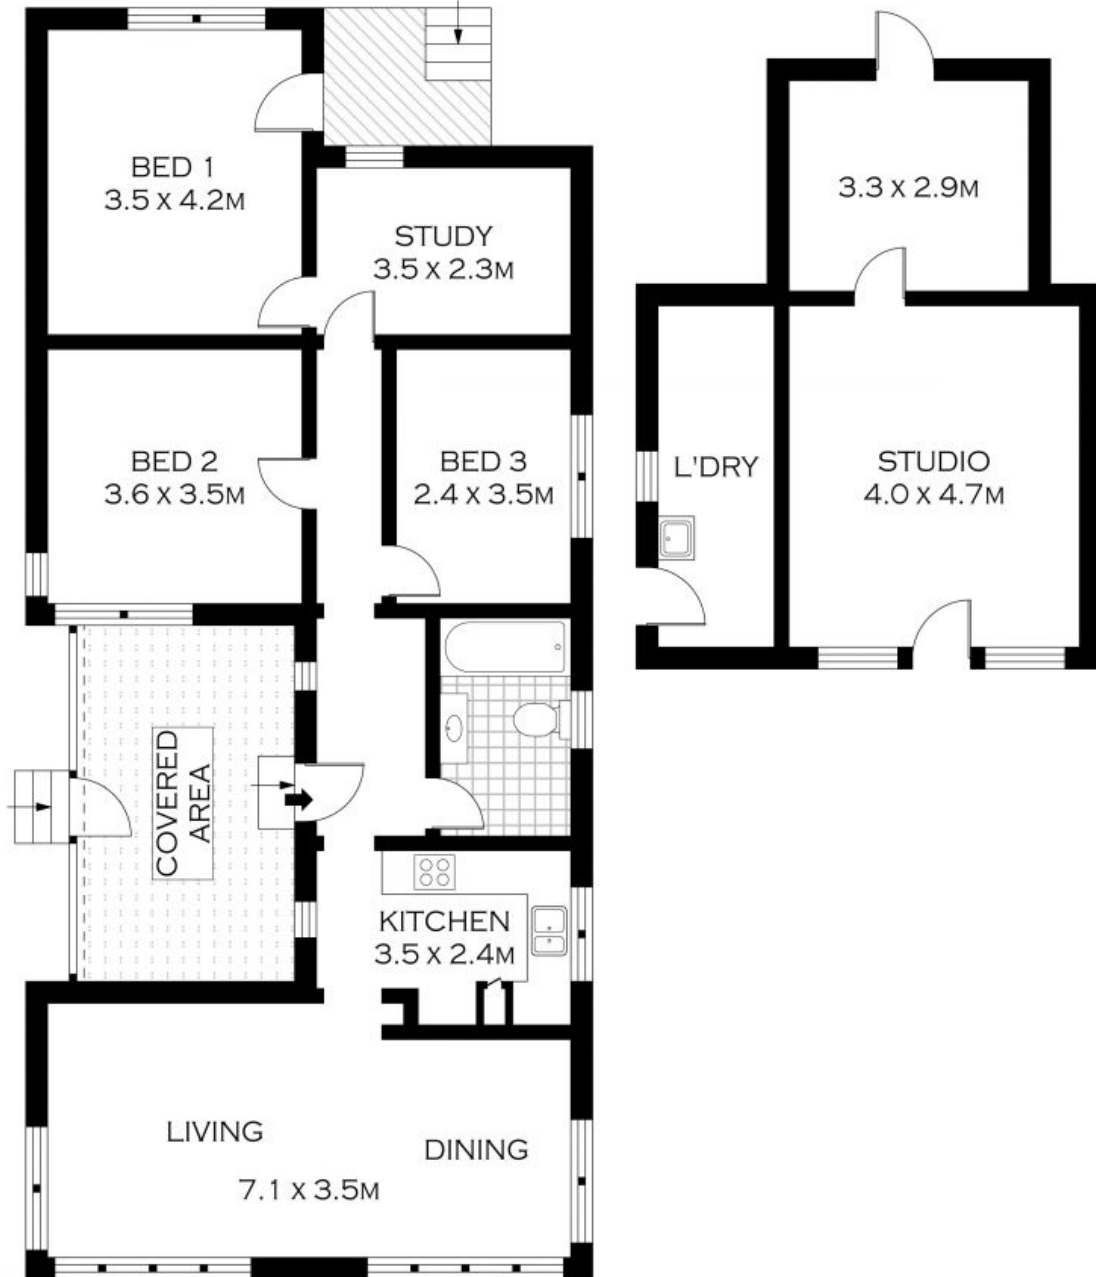 BED 1
3.5 X 4.2M
STUDY
3.5 X 2.3M
3.3 X 2.9M
BED 2
3.6 X 3.5M
BED 3
2.4 X 3.5M
L'DRY
STUDIO
4.0 X 4.7M
COVERED
AREA
KITCHEN
3.5 X 2.4M
LIVING
DINING
7.1 X 3.5M